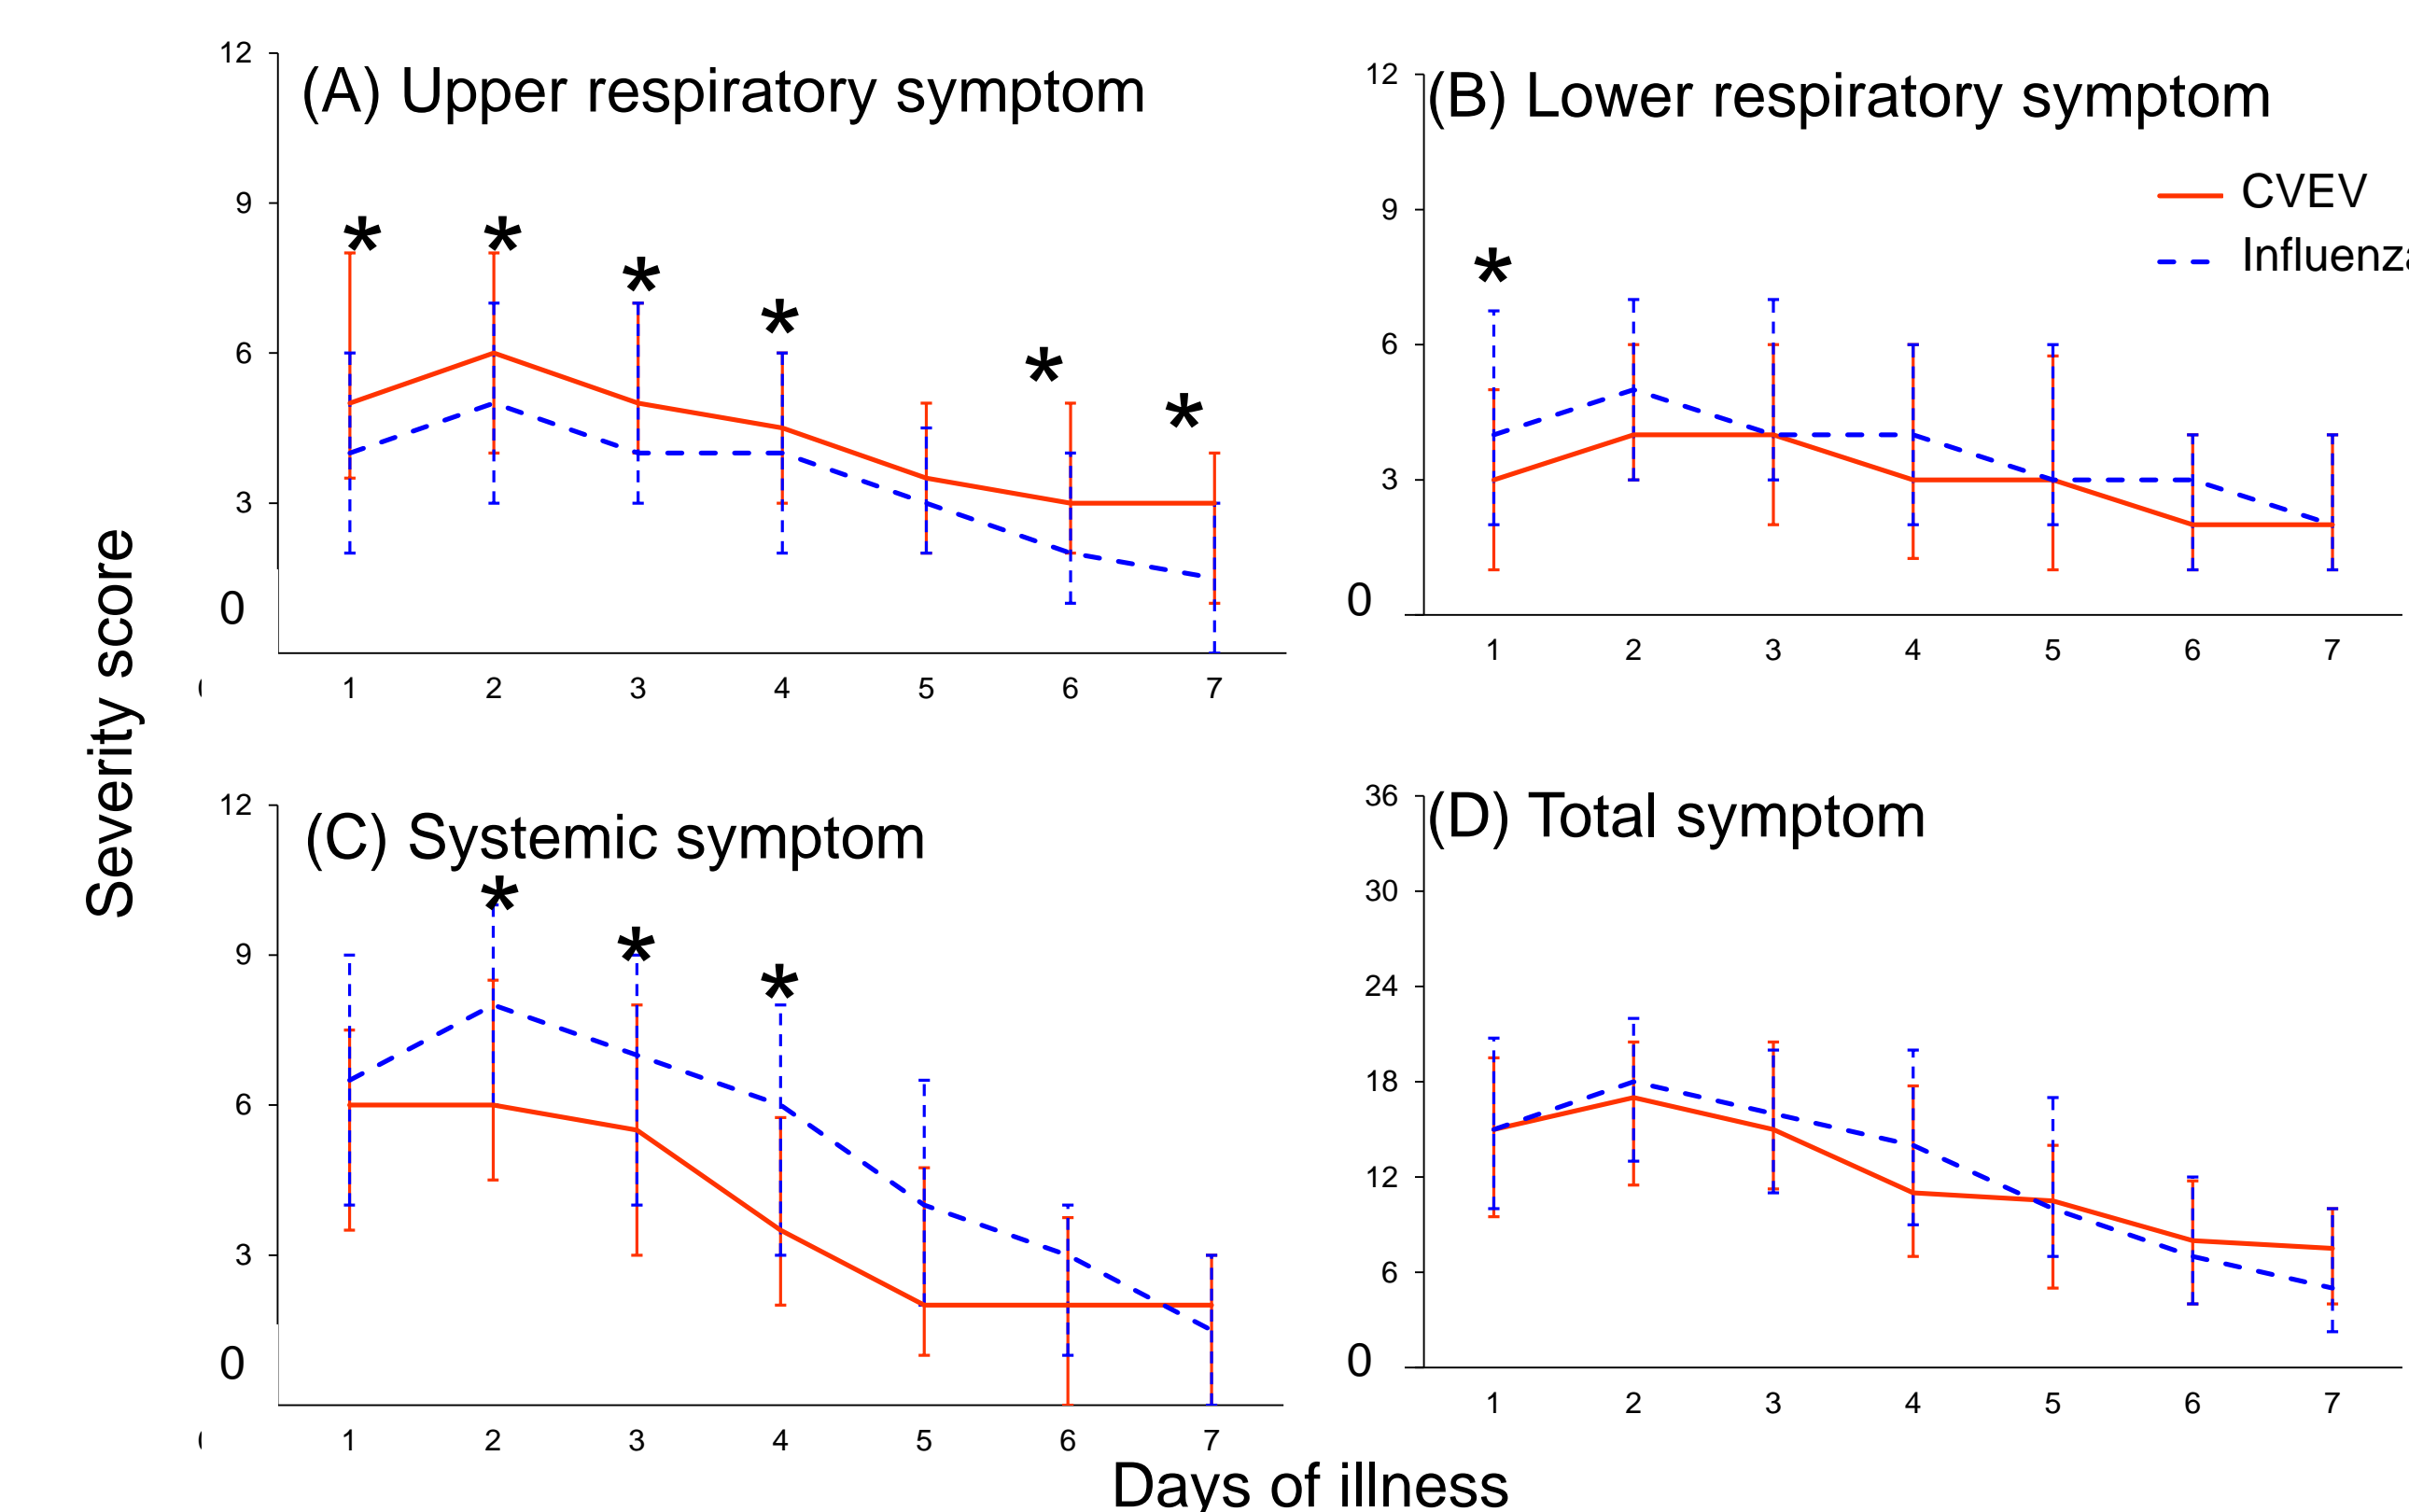 (A) Upper respiratory symptom
12
9
6
3
0
* * * * * *
1 2 3 4 5 6 7
(B) Lower respiratory symptom
12
9
6
3
0
CVEV
Influenza
*
1 2 3 4 5 6 7
Severity score
(C) Systemic symptom
12
9
6
3
0
* * *
1 2 3 4 5 6 7
(D) Total symptom
36
30
24
18
12
6
0
1 2 3 4 5 6 7
Days of illness